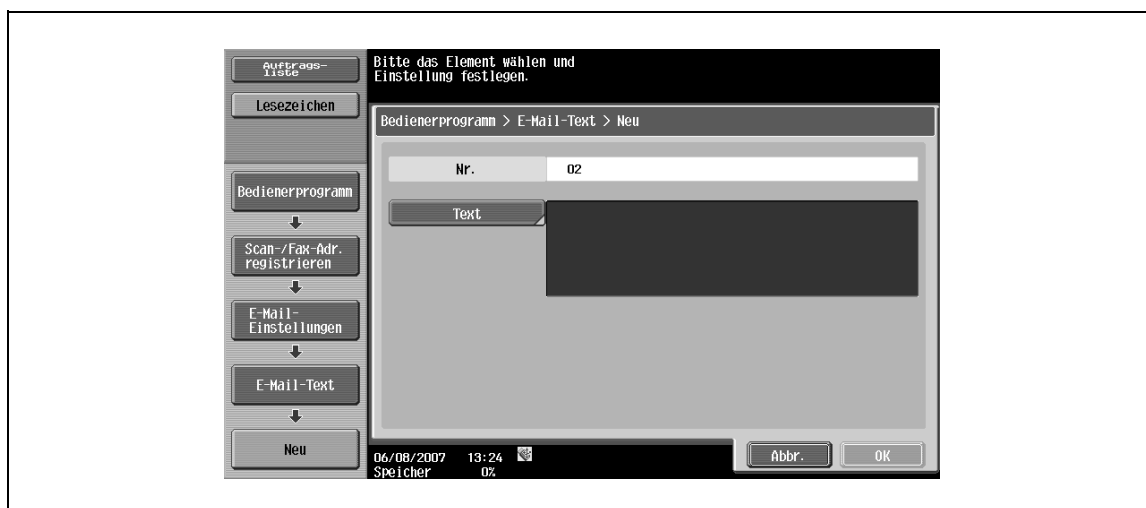 Auftrags-
liste
Lesezeichen
Bitte das Element wählen und
Einstellung festlegen.
Bedienerprogramm > E-Mail-Text > Neu
Nr.
02
Text
Bedienerprogramm
Scan-/Fax-Adr.
registrieren
E-Mail-
Einstellungen
E-Mail-Text
Neu
06/08/2007 13:24
Speicher 0%
Abbr.
OK